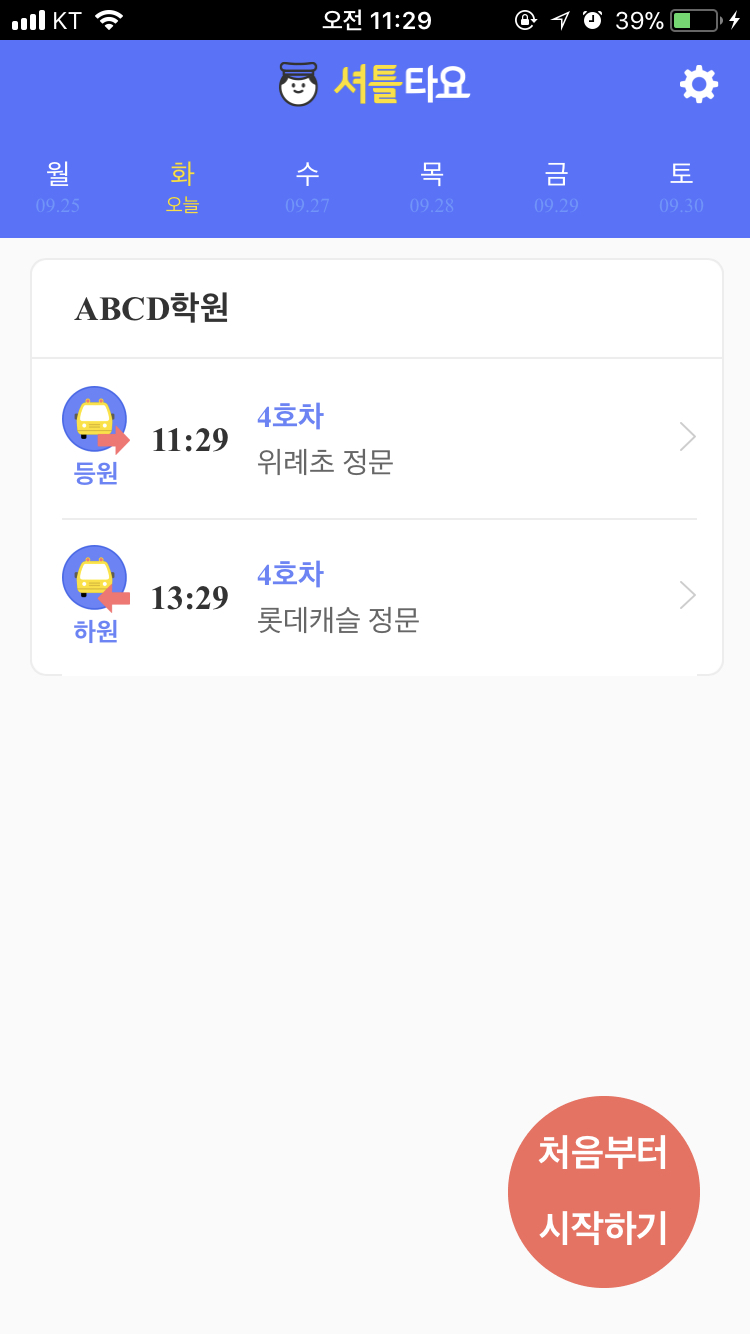 KT 오전 11:29 39%
셔틀타요
월 화 수 목 금 토
09.25 오늘 09.27 09.28 09.29 09.30
ABCD학원
4호차
등원 11:29 위례초 정문
4호차
하원 13:29 롯데캐슬 정문
처음부터
시작하기